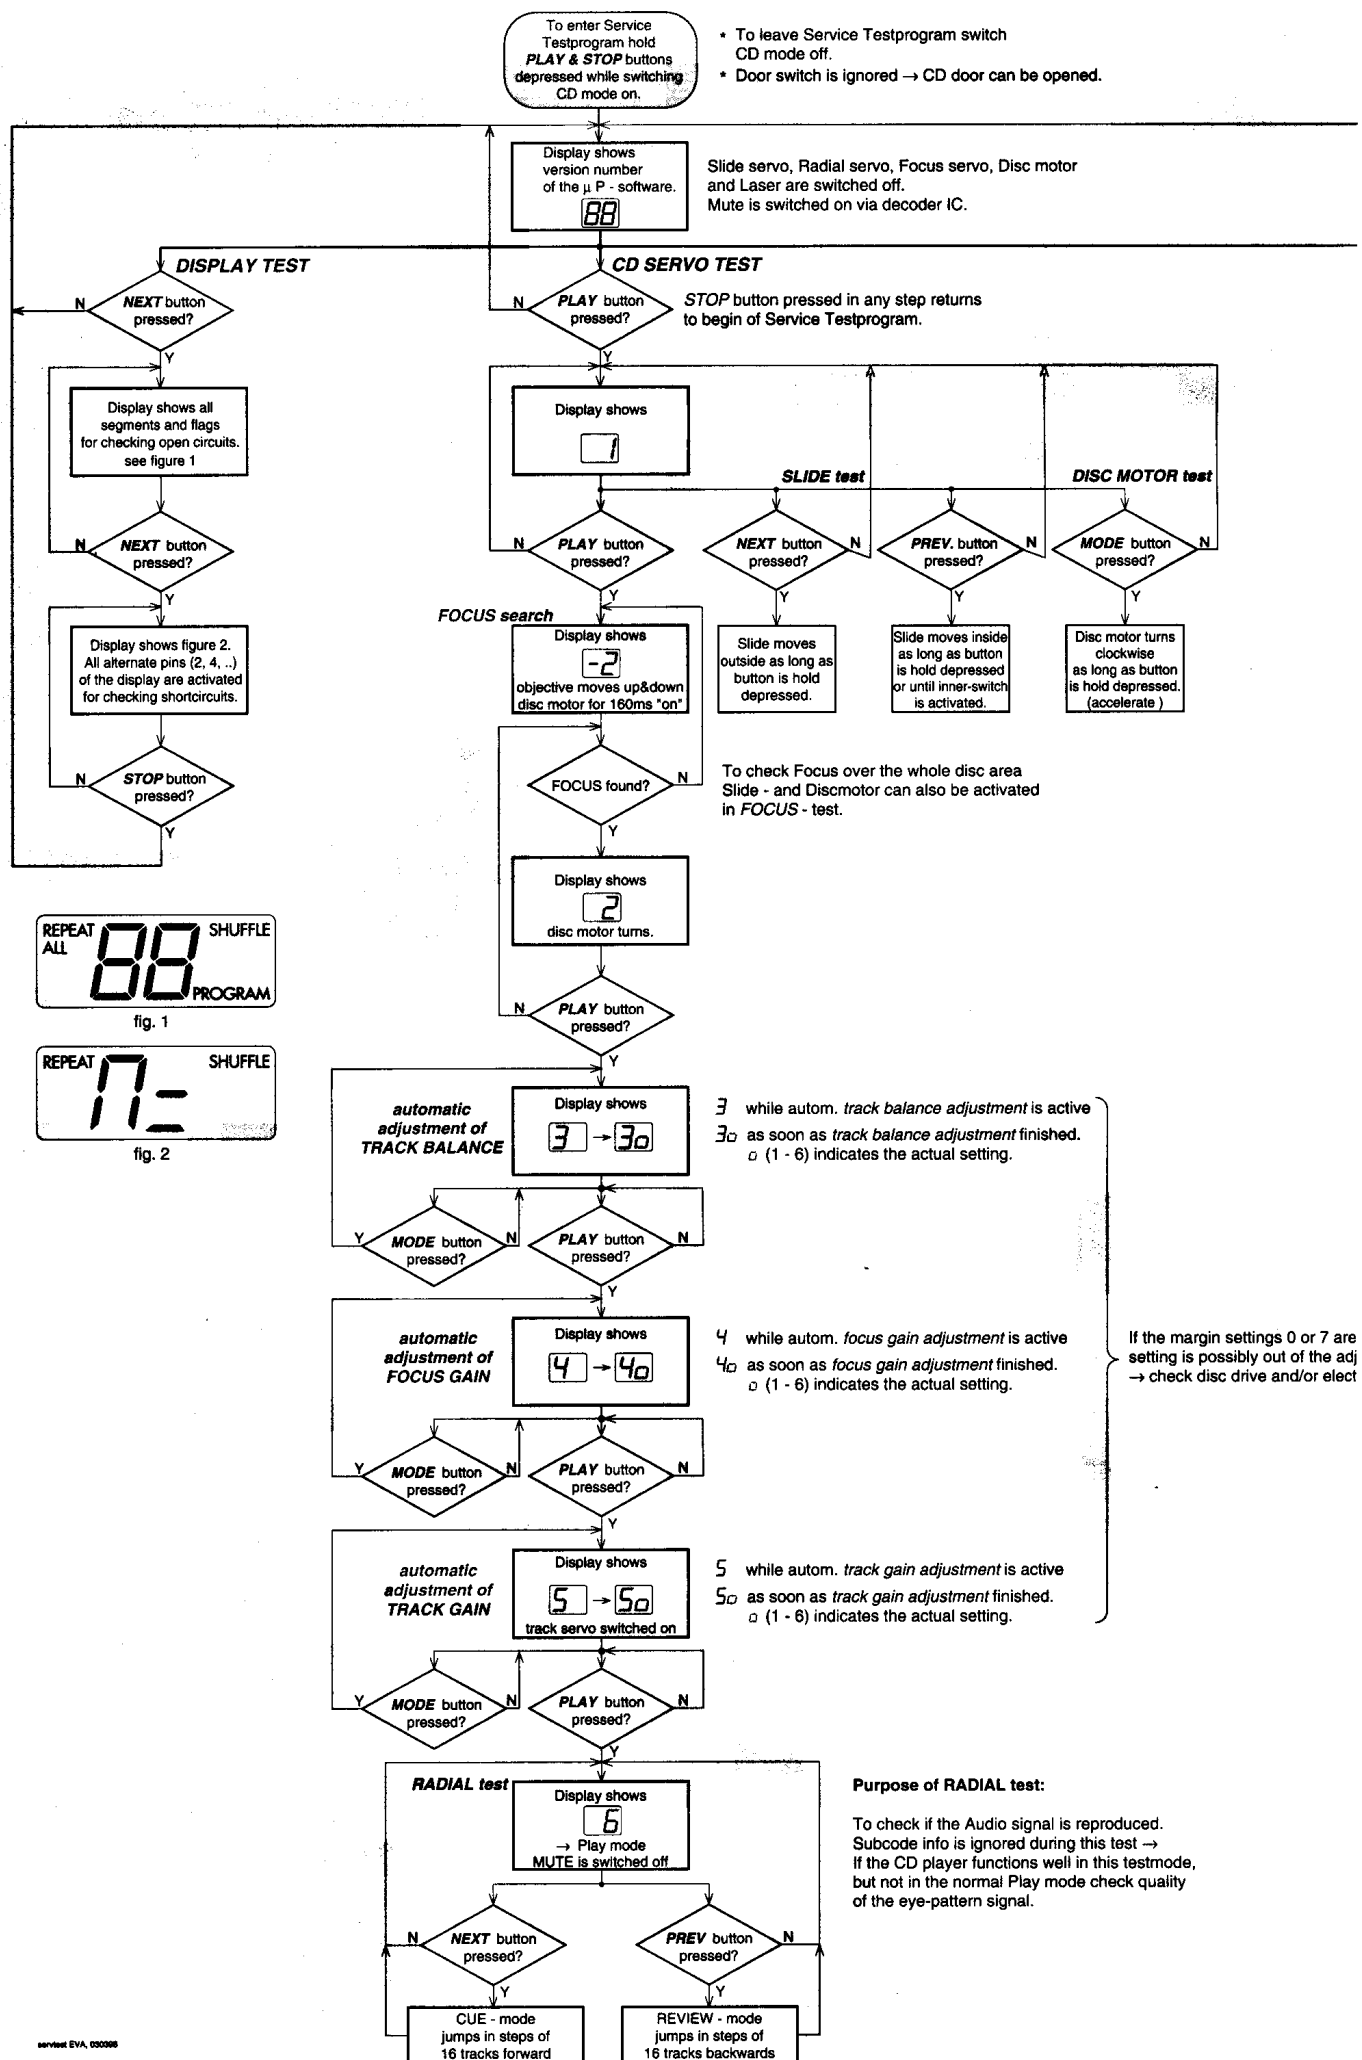 To enter Service
Testprogram hold
PLAY & STOP buttons
depressed while switching
CD mode on.
* To leave Service Testprogram switch
CD mode off.
* Door switch is ignored → CD door can be opened.
Display shows
version number
of the μ P - software.
88
Slide servo, Radial servo, Focus servo, Disc motor
and Laser are switched off.
Mute is switched on via decoder IC.
DISPLAY TEST
NEXT button
pressed?
N
Y
CD SERVO TEST
PLAY button
pressed?
N
Y
STOP button pressed in any step returns
to begin of Service Testprogram.
Display shows all
segments and flags
for checking open circuits.
see figure 1
NEXT button
pressed?
N
Y
Display shows figure 2.
All alternate pins (2, 4, ..)
of the display are activated
for checking shortcircuits.
STOP button
pressed?
N
Y
REPEAT
ALL
88
SHUFFLE
PROGRAM
fig. 1
REPEAT
SHUFFLE
fig. 2
Display shows
1
PLAY button
pressed?
N
Y
SLIDE test
NEXT button
pressed?
N
Y
PREV. button
pressed?
N
Y
DISC MOTOR test
MODE button
pressed?
N
Y
Slide moves
outside as long as
button is hold
depressed.
Slide moves inside
as long as button
is hold depressed
or until inner-switch
is activated.
Disc motor turns
clockwise
as long as button
is hold depressed.
(accelerate )
FOCUS search
Display shows
-2
objective moves up&down
disc motor for 160ms "on"
FOCUS found?
N
Y
To check Focus over the whole disc area
Slide - and Discmotor can also be activated
in FOCUS - test.
Display shows
2
disc motor turns.
PLAY button
pressed?
N
Y
automatic
adjustment of
TRACK BALANCE
Display shows
3 → 3o
3 while autom. track balance adjustment is active
3o as soon as track balance adjustment finished.
o (1 - 6) indicates the actual setting.
MODE button
pressed?
Y
N
PLAY button
pressed?
N
Y
automatic
adjustment of
FOCUS GAIN
Display shows
4 → 4o
4 while autom. focus gain adjustment is active
4o as soon as focus gain adjustment finished.
o (1 - 6) indicates the actual setting.
If the margin settings 0 or 7 are
setting is possibly out of the adj
→ check disc drive and/or elect
MODE button
pressed?
Y
N
PLAY button
pressed?
N
Y
automatic
adjustment of
TRACK GAIN
Display shows
5 → 5o
track servo switched on
5 while autom. track gain adjustment is active
5o as soon as track gain adjustment finished.
o (1 - 6) indicates the actual setting.
MODE button
pressed?
Y
N
PLAY button
pressed?
N
Y
RADIAL test
Display shows
6
→ Play mode
MUTE is switched off
Purpose of RADIAL test:
To check if the Audio signal is reproduced.
Subcode info is ignored during this test →
If the CD player functions well in this testmode,
but not in the normal Play mode check quality
of the eye-pattern signal.
NEXT button
pressed?
N
Y
PREV button
pressed?
N
Y
CUE - mode
jumps in steps of
16 tracks forward
REVIEW - mode
jumps in steps of
16 tracks backwards
EVA,